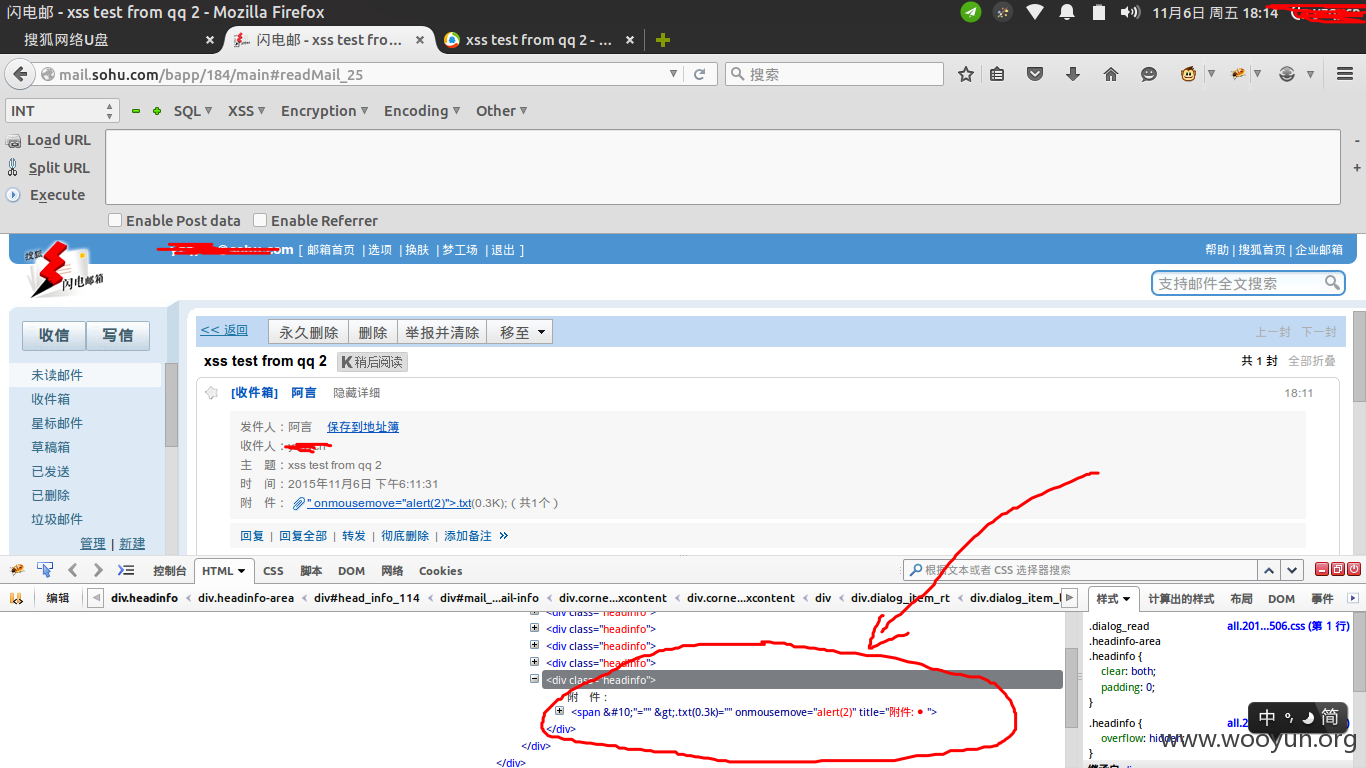 闪电邮 - xss test from qq 2 - Mozilla Firefox
11月6日 周五 18:14
搜狐网络U盘
闪电邮 - xss test fro...
xss test from qq 2 - ...
mail.sohu.com/bapp/184/main#readMail_25
搜索
INT
SQL XSS Encryption Encoding Other
Load URL
Split URL
Execute
Enable Post data Enable Referrer
[ 邮箱首页 | 选项 | 换肤 | 梦工场 | 退出 ]
帮助 | 搜狐首页 | 企业邮箱
搜狐
闪电邮箱
支持邮件全文搜索
收信 写信
<< 返回 永久删除 删除 举报并清除 移至
上一封 下一封
xss test from qq 2 K稍后阅读
共 1 封 全部折叠
未读邮件
收件箱
星标邮件
草稿箱
已发送
已删除
垃圾邮件
管理 | 新建
[收件箱] 阿言 隐藏详细
18:11
发件人：阿言 保存到地址簿
收件人：
主 题：xss test from qq 2
时 间：2015年11月6日 下午6:11:31
附 件： " onmousemove="alert(2)">.txt(0.3K);（共1个）
回复 | 回复全部 | 转发 | 彻底删除 | 添加备注 »
控制台 HTML CSS 脚本 DOM 网络 Cookies
根据文本或者 CSS 选择器搜索
编辑 div.headinfo < div.headinfo-area < div#head_info_114 < div#mail_...ail-info < div.corne...xcontent < div.corne...xcontent < div < div.dialog_item_rt < div.dialog_item_
样式 计算出的样式 布局 DOM 事件
<div class="headinfo">
<div class="headinfo">
<div class="headinfo">
<div class="headinfo">
<div class="headinfo">
附 件：
<span &#10;"="" &gt;.txt(0.3k)="" onmousemove="alert(2)" title="附件: ">
</div>
</div>
</div>
.dialog_read
all.201...506.css (第 1 行)
.headinfo-area
.headinfo {
clear: both;
padding: 0;
}
.headinfo {
overflow: hidden;
}
中 °, 简
www.wooyun.org